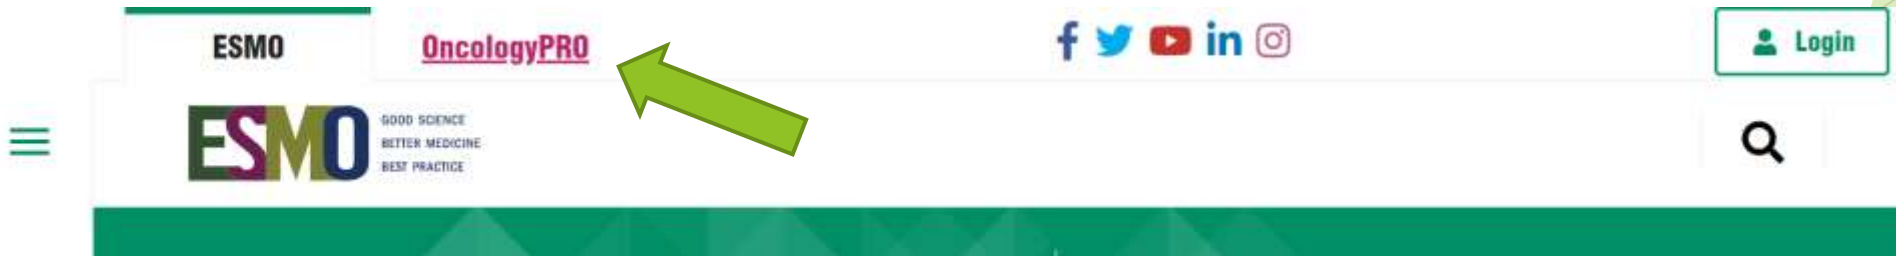 ESMO
OncologyPRO
Login
ESMO
GOOD SCIENCE
BETTER MEDICINE
BEST PRACTICE